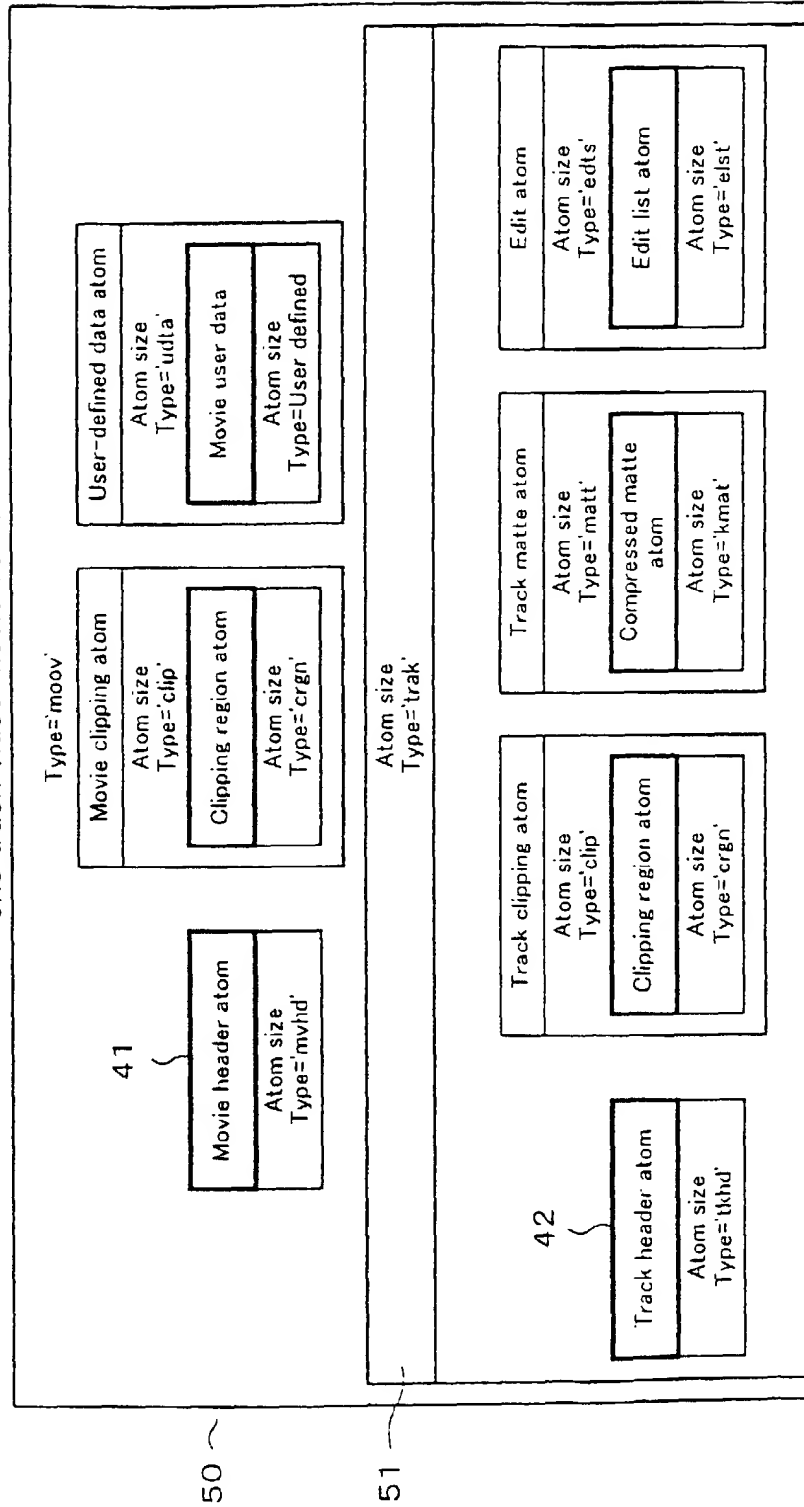 Type='moov'
50
41
Movie header atom
Atom size
Type='mvhd'
Movie clipping atom
Atom size
Type='clip'
Clipping region atom
Atom size
Type='crgn'
User-defined data atom
Atom size
Type='udta'
Movie user data
Atom size
Type=User defined
51
Atom size
Type='trak'
42
Track header atom
Atom size
Type='tkhd'
Track clipping atom
Atom size
Type='clip'
Clipping region atom
Atom size
Type='crgn'
Track matte atom
Atom size
Type='matt'
Compressed matte
atom
Atom size
Type='kmat'
Edit atom
Atom size
Type='edts'
Edit list atom
Atom size
Type='elst'